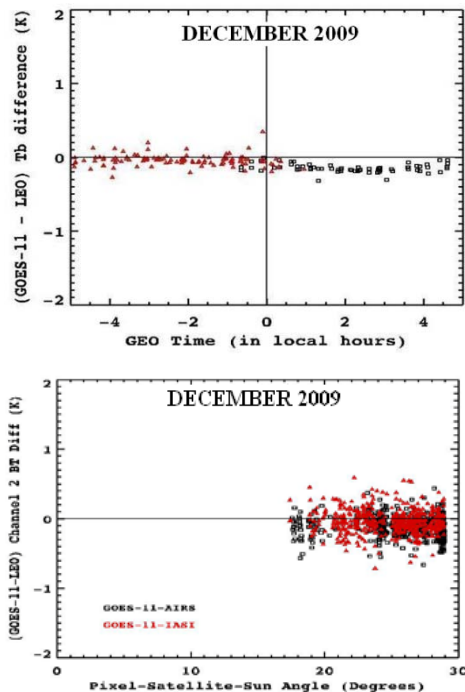 DECEMBER 2009
(GOES-11 - LEO) Tb difference (K)
2
1
0
-1
-2
-4
-2
0
2
4
GEO Time (in local hours)
DECEMBER 2009
(GOES-11-LEO) Channel 2 BT Diff (K)
2
1
0
-1
-2
GOES-11-AIRS
GOES-11-IASI
0
10
20
30
Pixel-Satellite-Sun Angle (Degrees)